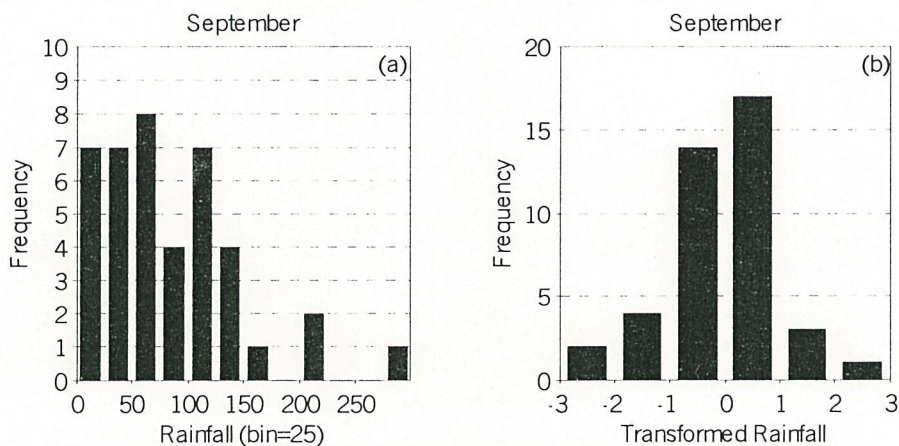 September
(a)
10
9
8
7
6
5
4
3
2
1
0
Frequency
0 50 100 150 200 250
Rainfall (bin=25)
September
(b)
20
15
10
5
0
Frequency
-3 -2 -1 0 1 2 3
Transformed Rainfall